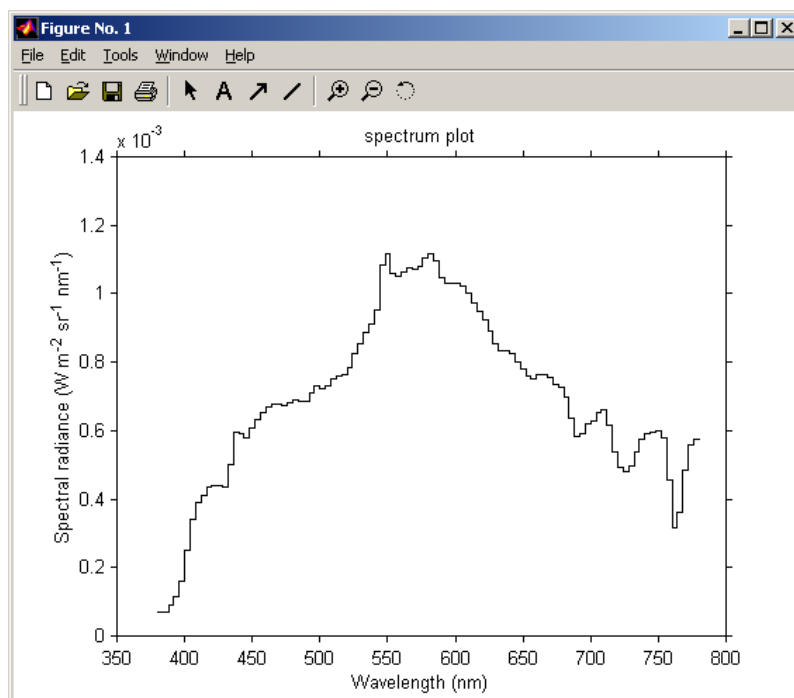 Figure No. 1
File Edit Tools Window Help
A
x 10-3
spectrum plot
1.4
1.2
1
0.8
0.6
0.4
0.2
0
Spectral radiance (W m-2 sr-1 nm-1)
350 400 450 500 550 600 650 700 750 800
Wavelength (nm)